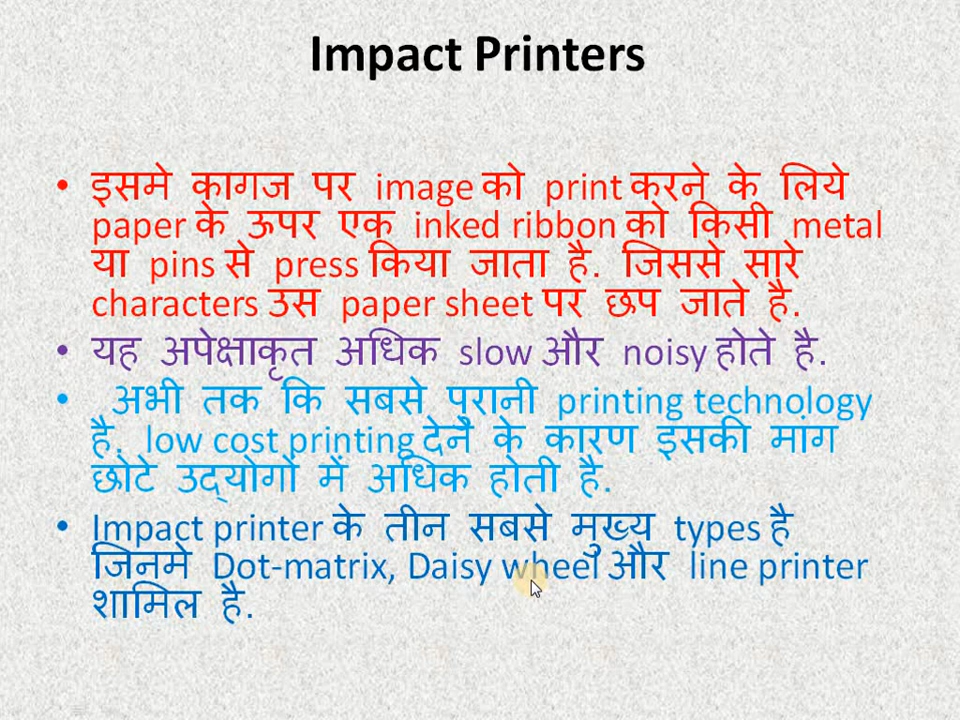 Impact Printers
• इसमे कागज पर image को print करने के लिये
paper के ऊपर एक inked ribbon को किसी metal
या pins से press किया जाता है. जिससे सारे
characters उस paper sheet पर छप जाते है.
• यह अपेक्षाकृत अधिक slow और noisy होते है.
• अभी तक कि सबसे पुरानी printing technology
है. low cost printing देने के कारण इसकी मांग
छोटे उद्‌योगों में अधिक होती है.
• Impact printer के तीन सबसे मुख्य types है
जिनमे Dot-matrix, Daisy wheel और line printer
शामिल है.